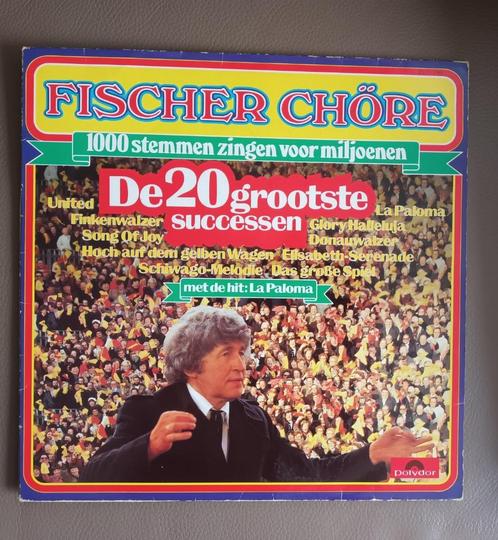 FISCHER CHÖRE
1000 stemmen zingen voor miljoenen
De 20 grootste
successen
United
La Paloma
Finkenwalzer
Glory Halleluja
Song Of Joy
Donauwalzer
Hoch auf dem gelben Wagen
Elisabeth-Serenade
Schiwago-Melodie
Das große Spiel
met de hit: La Paloma
Polydor